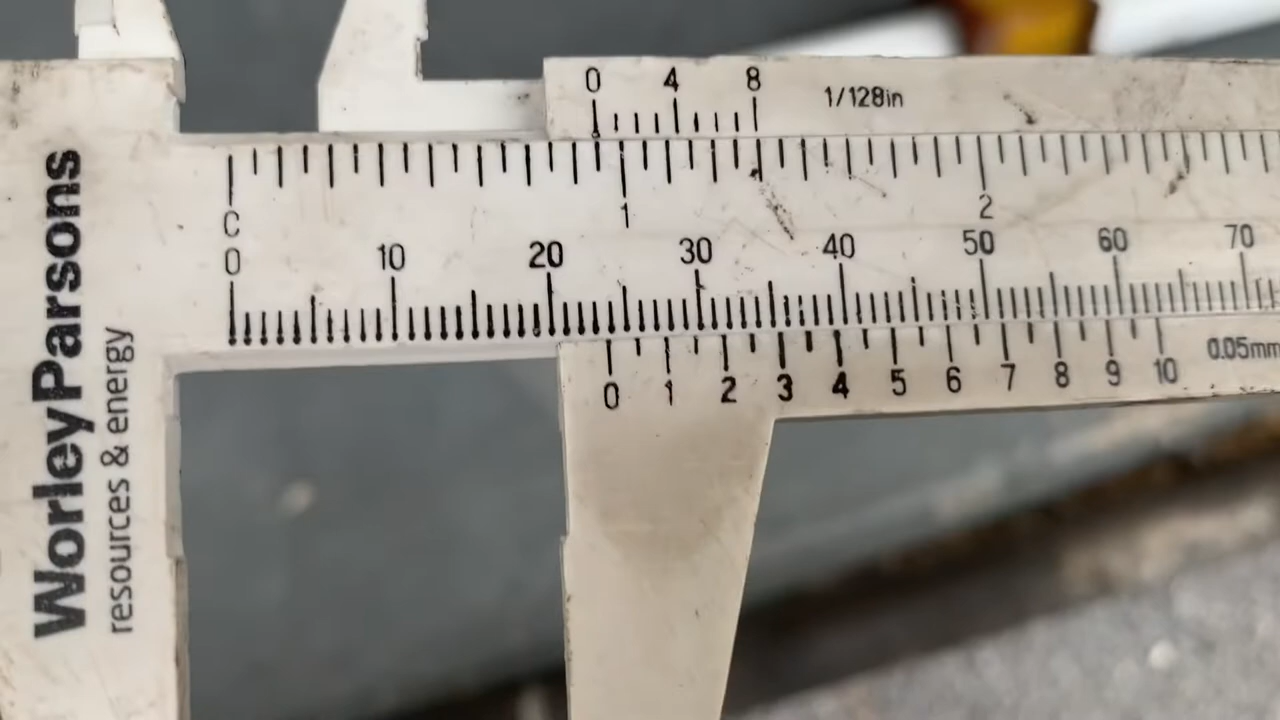 0 4 8 1/128in
C 1 2
0 10 20 30 40 50 60 70
0 1 2 3 4 5 6 7 8 9 10 0.05mm
WorleyParsons
resources & energy